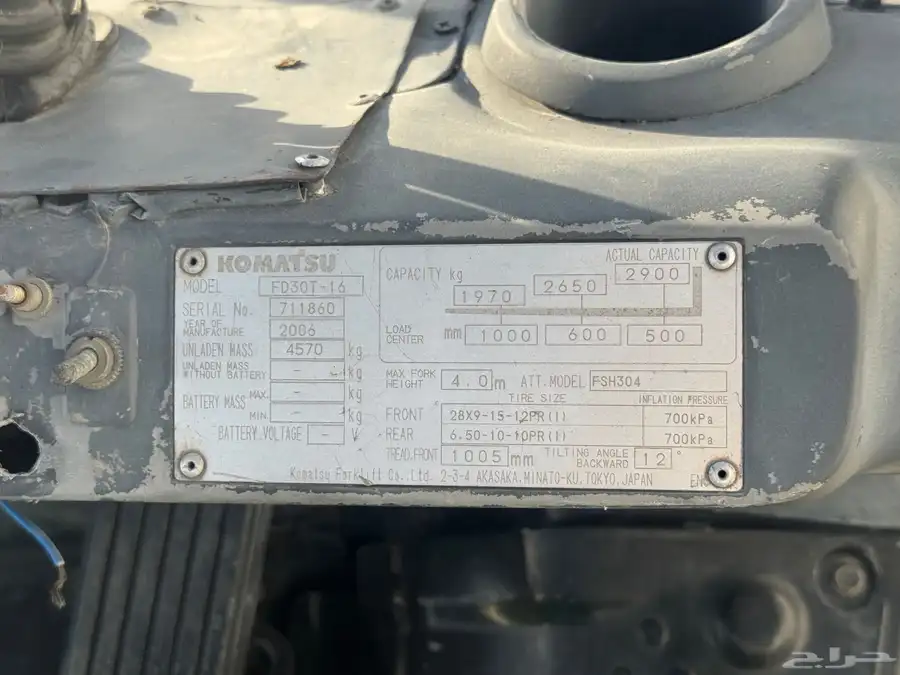 KOMATSU
MODEL FD30T-16
SERIAL No. 711860
YEAR OF MANUFACTURE 2006
UNLADEN MASS 4570 kg
UNLADEN MASS WITHOUT BATTERY - kg
BATTERY MASS MAX. - kg
MIN. - kg
BATTERY VOLTAGE - V
ACTUAL CAPACITY
CAPACITY kg 1970 2650 2900
LOAD CENTER mm 1000 600 500
MAX FORK HEIGHT 4.0 m ATT. MODEL FSH304
TIRE SIZE INFLATION PRESSURE
FRONT 28X9-15-12PR(I) 700kPa
REAR 6.50-10-10PR(I) 700kPa
TREAD.FRONT 1005 mm TILTING ANGLE BACKWARD 12°
Komatsu Forklift Co.,Ltd. 2-3-4 AKASAKA.MINATO-KU,TOKYO,JAPAN
حراج